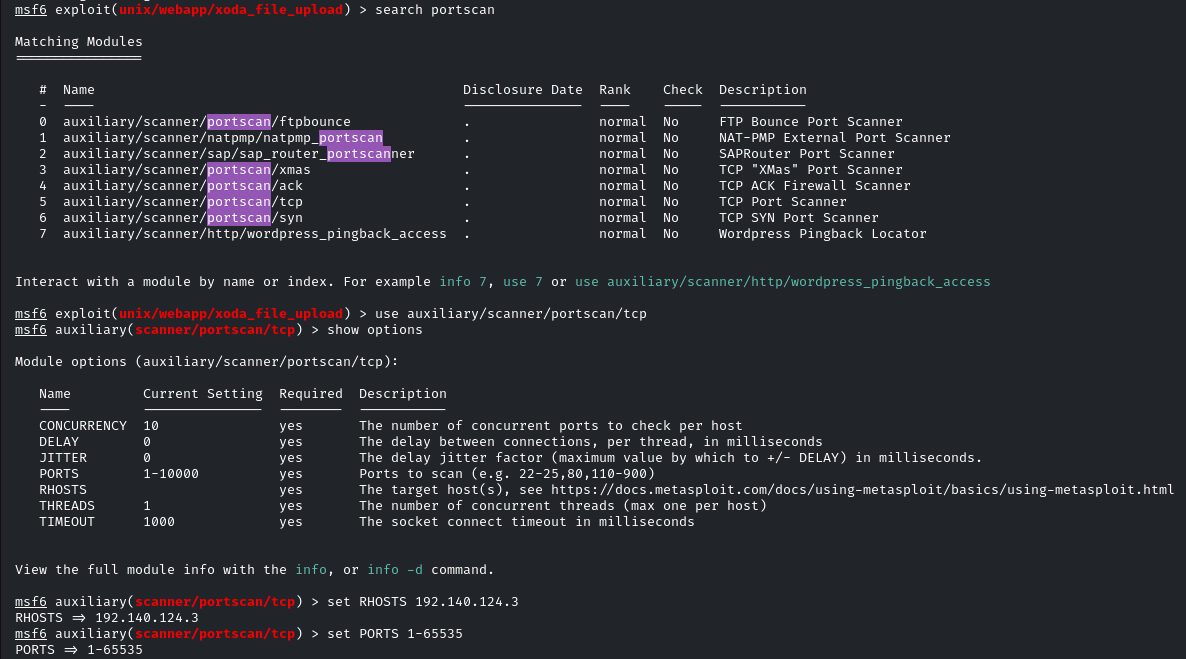 msf6 exploit(unix/webapp/xoda_file_upload) > search portscan
Matching Modules
================
#  Name                                              Disclosure Date  Rank    Check  Description
-  ----                                              ---------------  ----    -----  -----------
0  auxiliary/scanner/portscan/ftpbounce              .                normal  No     FTP Bounce Port Scanner
1  auxiliary/scanner/natpmp/natpmp_portscan          .                normal  No     NAT-PMP External Port Scanner
2  auxiliary/scanner/sap/sap_router_portscanner      .                normal  No     SAPRouter Port Scanner
3  auxiliary/scanner/portscan/xmas                   .                normal  No     TCP "XMas" Port Scanner
4  auxiliary/scanner/portscan/ack                    .                normal  No     TCP ACK Firewall Scanner
5  auxiliary/scanner/portscan/tcp                    .                normal  No     TCP Port Scanner
6  auxiliary/scanner/portscan/syn                    .                normal  No     TCP SYN Port Scanner
7  auxiliary/scanner/http/wordpress_pingback_access  .                normal  No     Wordpress Pingback Locator
Interact with a module by name or index. For example info 7, use 7 or use auxiliary/scanner/http/wordpress_pingback_access
msf6 exploit(unix/webapp/xoda_file_upload) > use auxiliary/scanner/portscan/tcp
msf6 auxiliary(scanner/portscan/tcp) > show options
Module options (auxiliary/scanner/portscan/tcp):
Name         Current Setting  Required  Description
----         ---------------  --------  -----------
CONCURRENCY  10               yes       The number of concurrent ports to check per host
DELAY        0                yes       The delay between connections, per thread, in milliseconds
JITTER       0                yes       The delay jitter factor (maximum value by which to +/- DELAY) in milliseconds.
PORTS        1-10000          yes       Ports to scan (e.g. 22-25,80,110-900)
RHOSTS                        yes       The target host(s), see https://docs.metasploit.com/docs/using-metasploit/basics/using-metasploit.html
THREADS      1                yes       The number of concurrent threads (max one per host)
TIMEOUT      1000             yes       The socket connect timeout in milliseconds
View the full module info with the info, or info -d command.
msf6 auxiliary(scanner/portscan/tcp) > set RHOSTS 192.140.124.3
RHOSTS => 192.140.124.3
msf6 auxiliary(scanner/portscan/tcp) > set PORTS 1-65535
PORTS => 1-65535